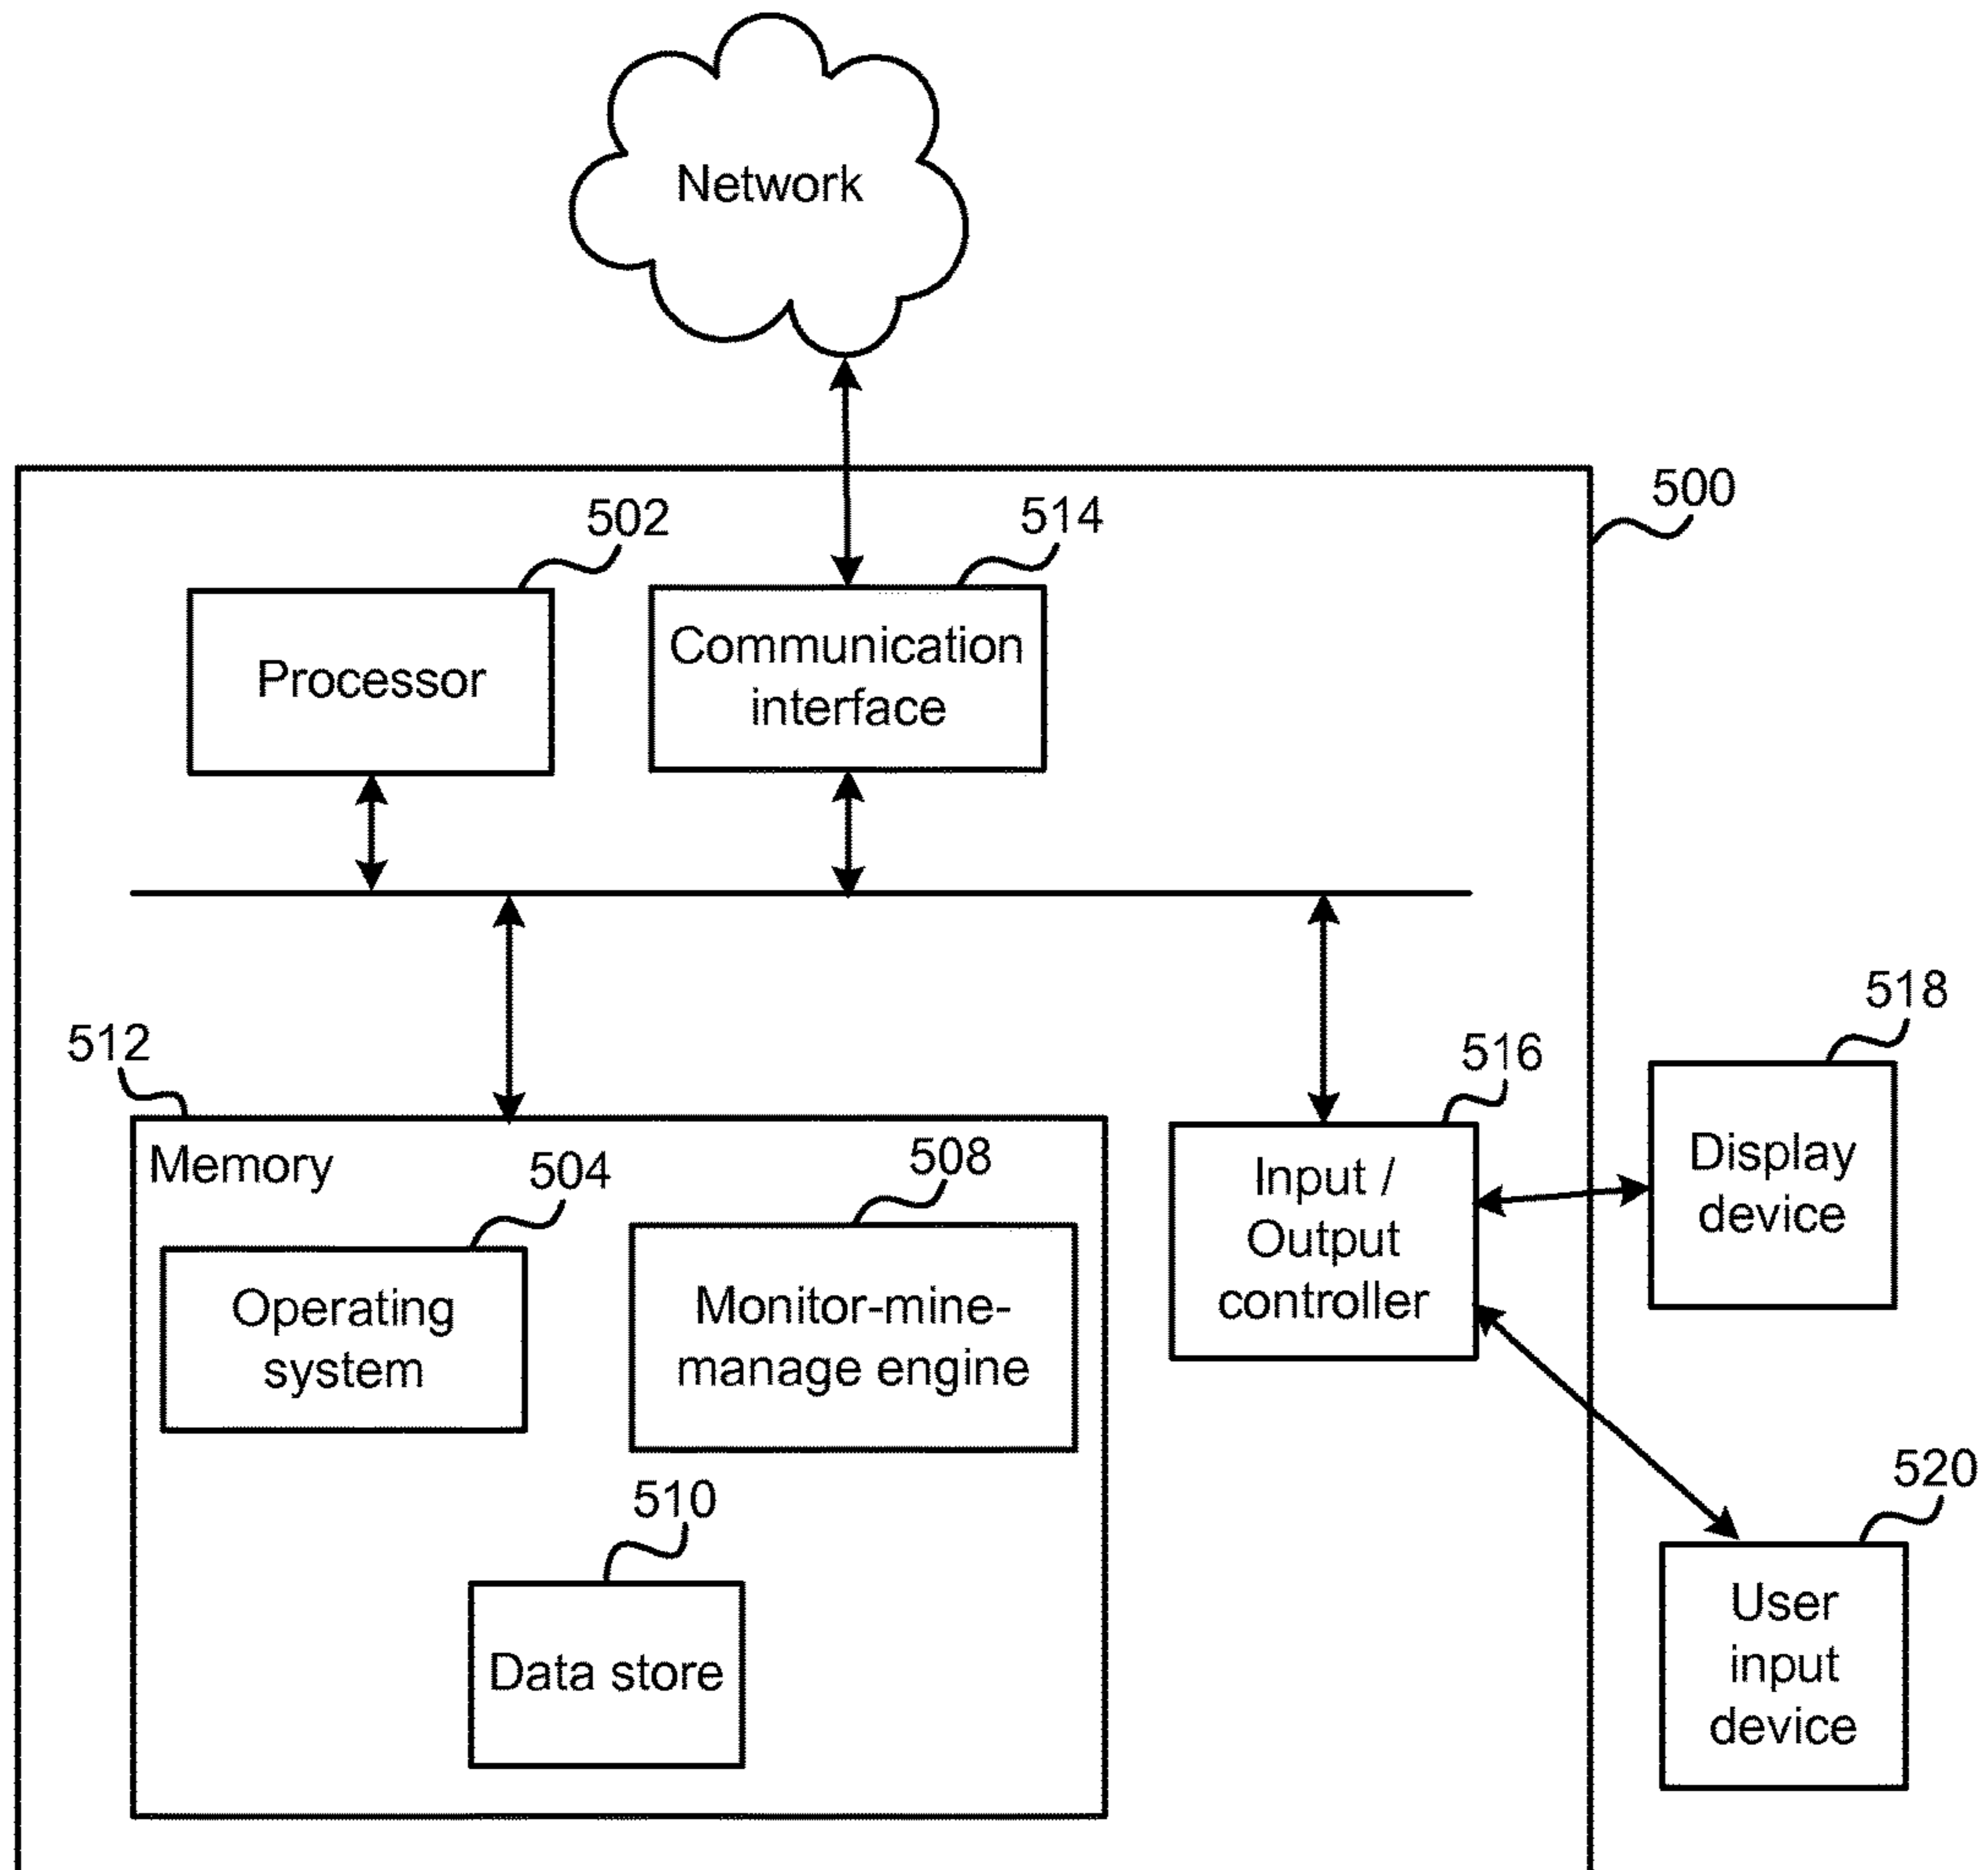 Network
500
502
514
Processor
Communication
interface
512
516
518
Memory
504
508
Operating
system
Monitor-mine-
manage engine
Input /
Output
controller
Display
device
510
Data store
520
User
input
device